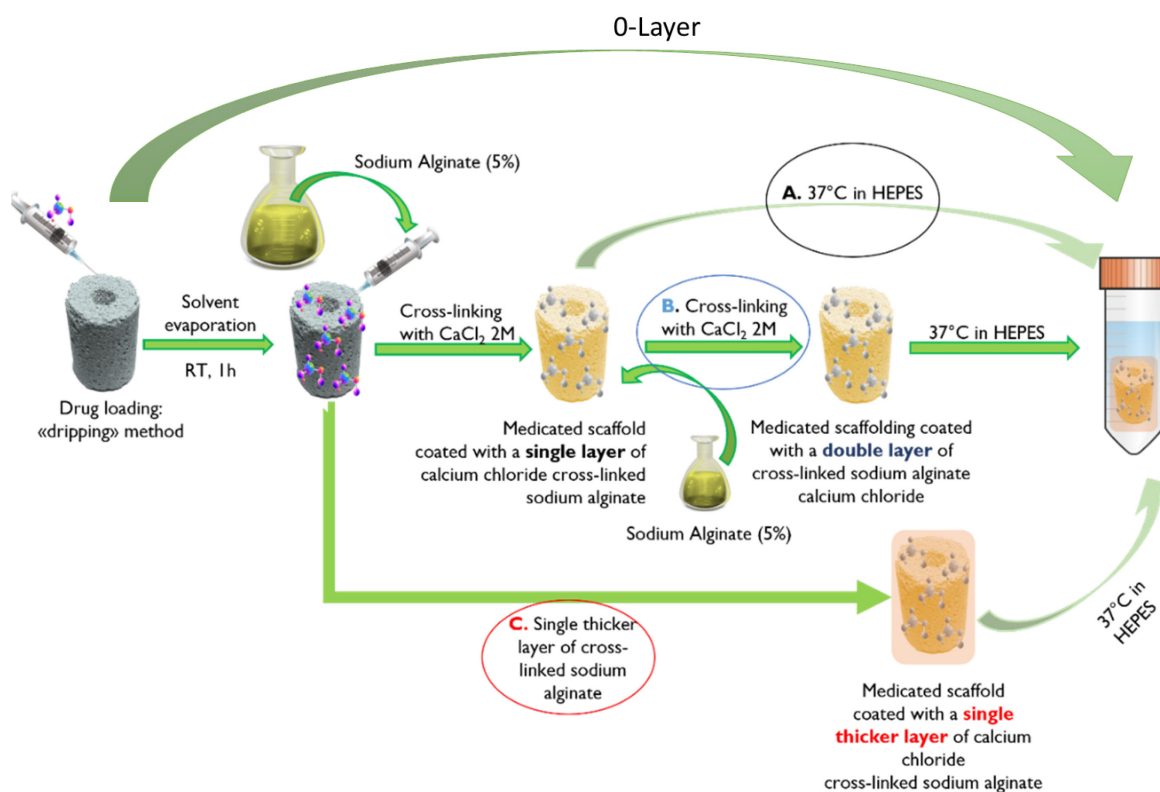 0-Layer
Sodium Alginate (5%)
A. 37°C in HEPES
Solvent
evaporation
RT, 1h
Cross-linking
with CaCl₂ 2M
B. Cross-linking
with CaCl₂ 2M
37°C in HEPES
Drug loading:
«dripping» method
Medicated scaffold
coated with a single layer of
calcium chloride cross-linked
sodium alginate
Medicated scaffolding coated
with a double layer of
cross-linked sodium alginate
calcium chloride
Sodium Alginate (5%)
C. Single thicker
layer of cross-
linked sodium
alginate
37°C in
HEPES
Medicated scaffold
coated with a single
thicker layer of calcium
chloride
cross-linked sodium alginate